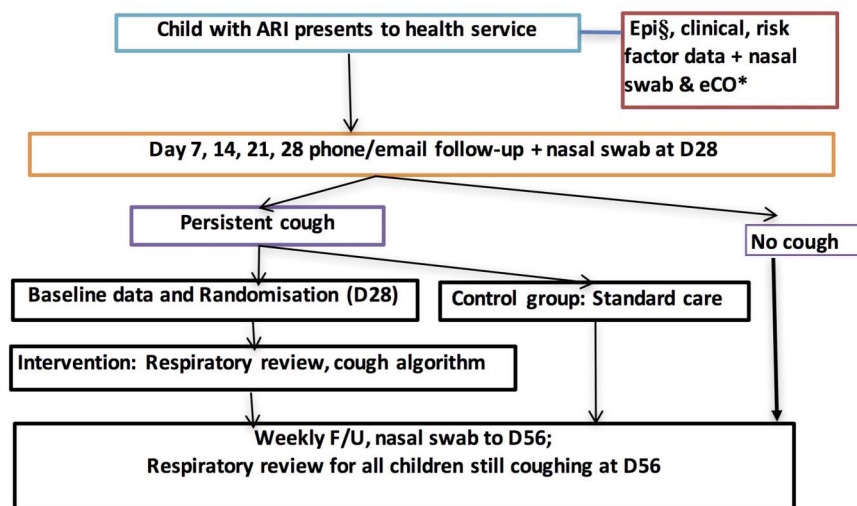 Child with ARI presents to health service
Epi§, clinical, risk
factor data + nasal
swab & eCO*
Day 7, 14, 21, 28 phone/email follow-up + nasal swab at D28
Persistent cough
No cough
Baseline data and Randomisation (D28)
Control group: Standard care
Intervention: Respiratory review, cough algorithm
Weekly F/U, nasal swab to D56;
Respiratory review for all children still coughing at D56